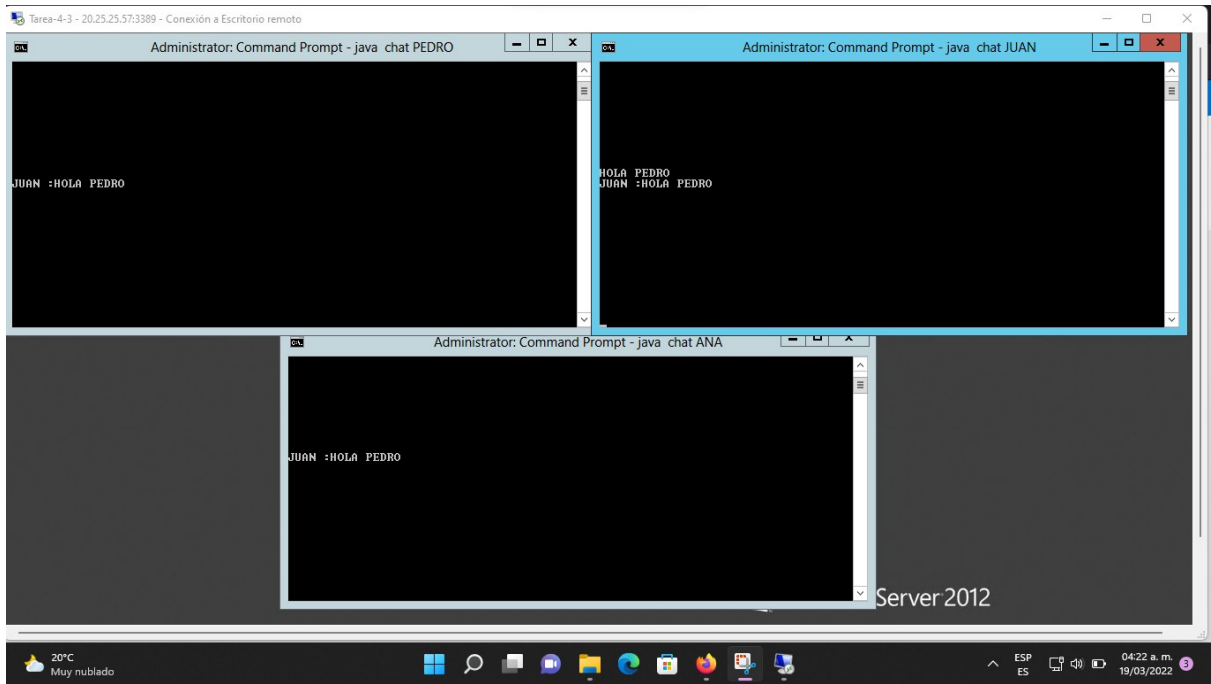 Tarea-4-3 - 20.25.25.57:3389 - Conexión a Escritorio remoto
Administrator: Command Prompt - java chat PEDRO
Administrator: Command Prompt - java chat JUAN
JUAN :HOLA PEDRO
HOLA PEDRO
JUAN :HOLA PEDRO
Administrator: Command Prompt - java chat ANA
JUAN :HOLA PEDRO
Server 2012
20°C
Muy nublado
ESP
ES
04:22 a. m.
19/03/2022
3